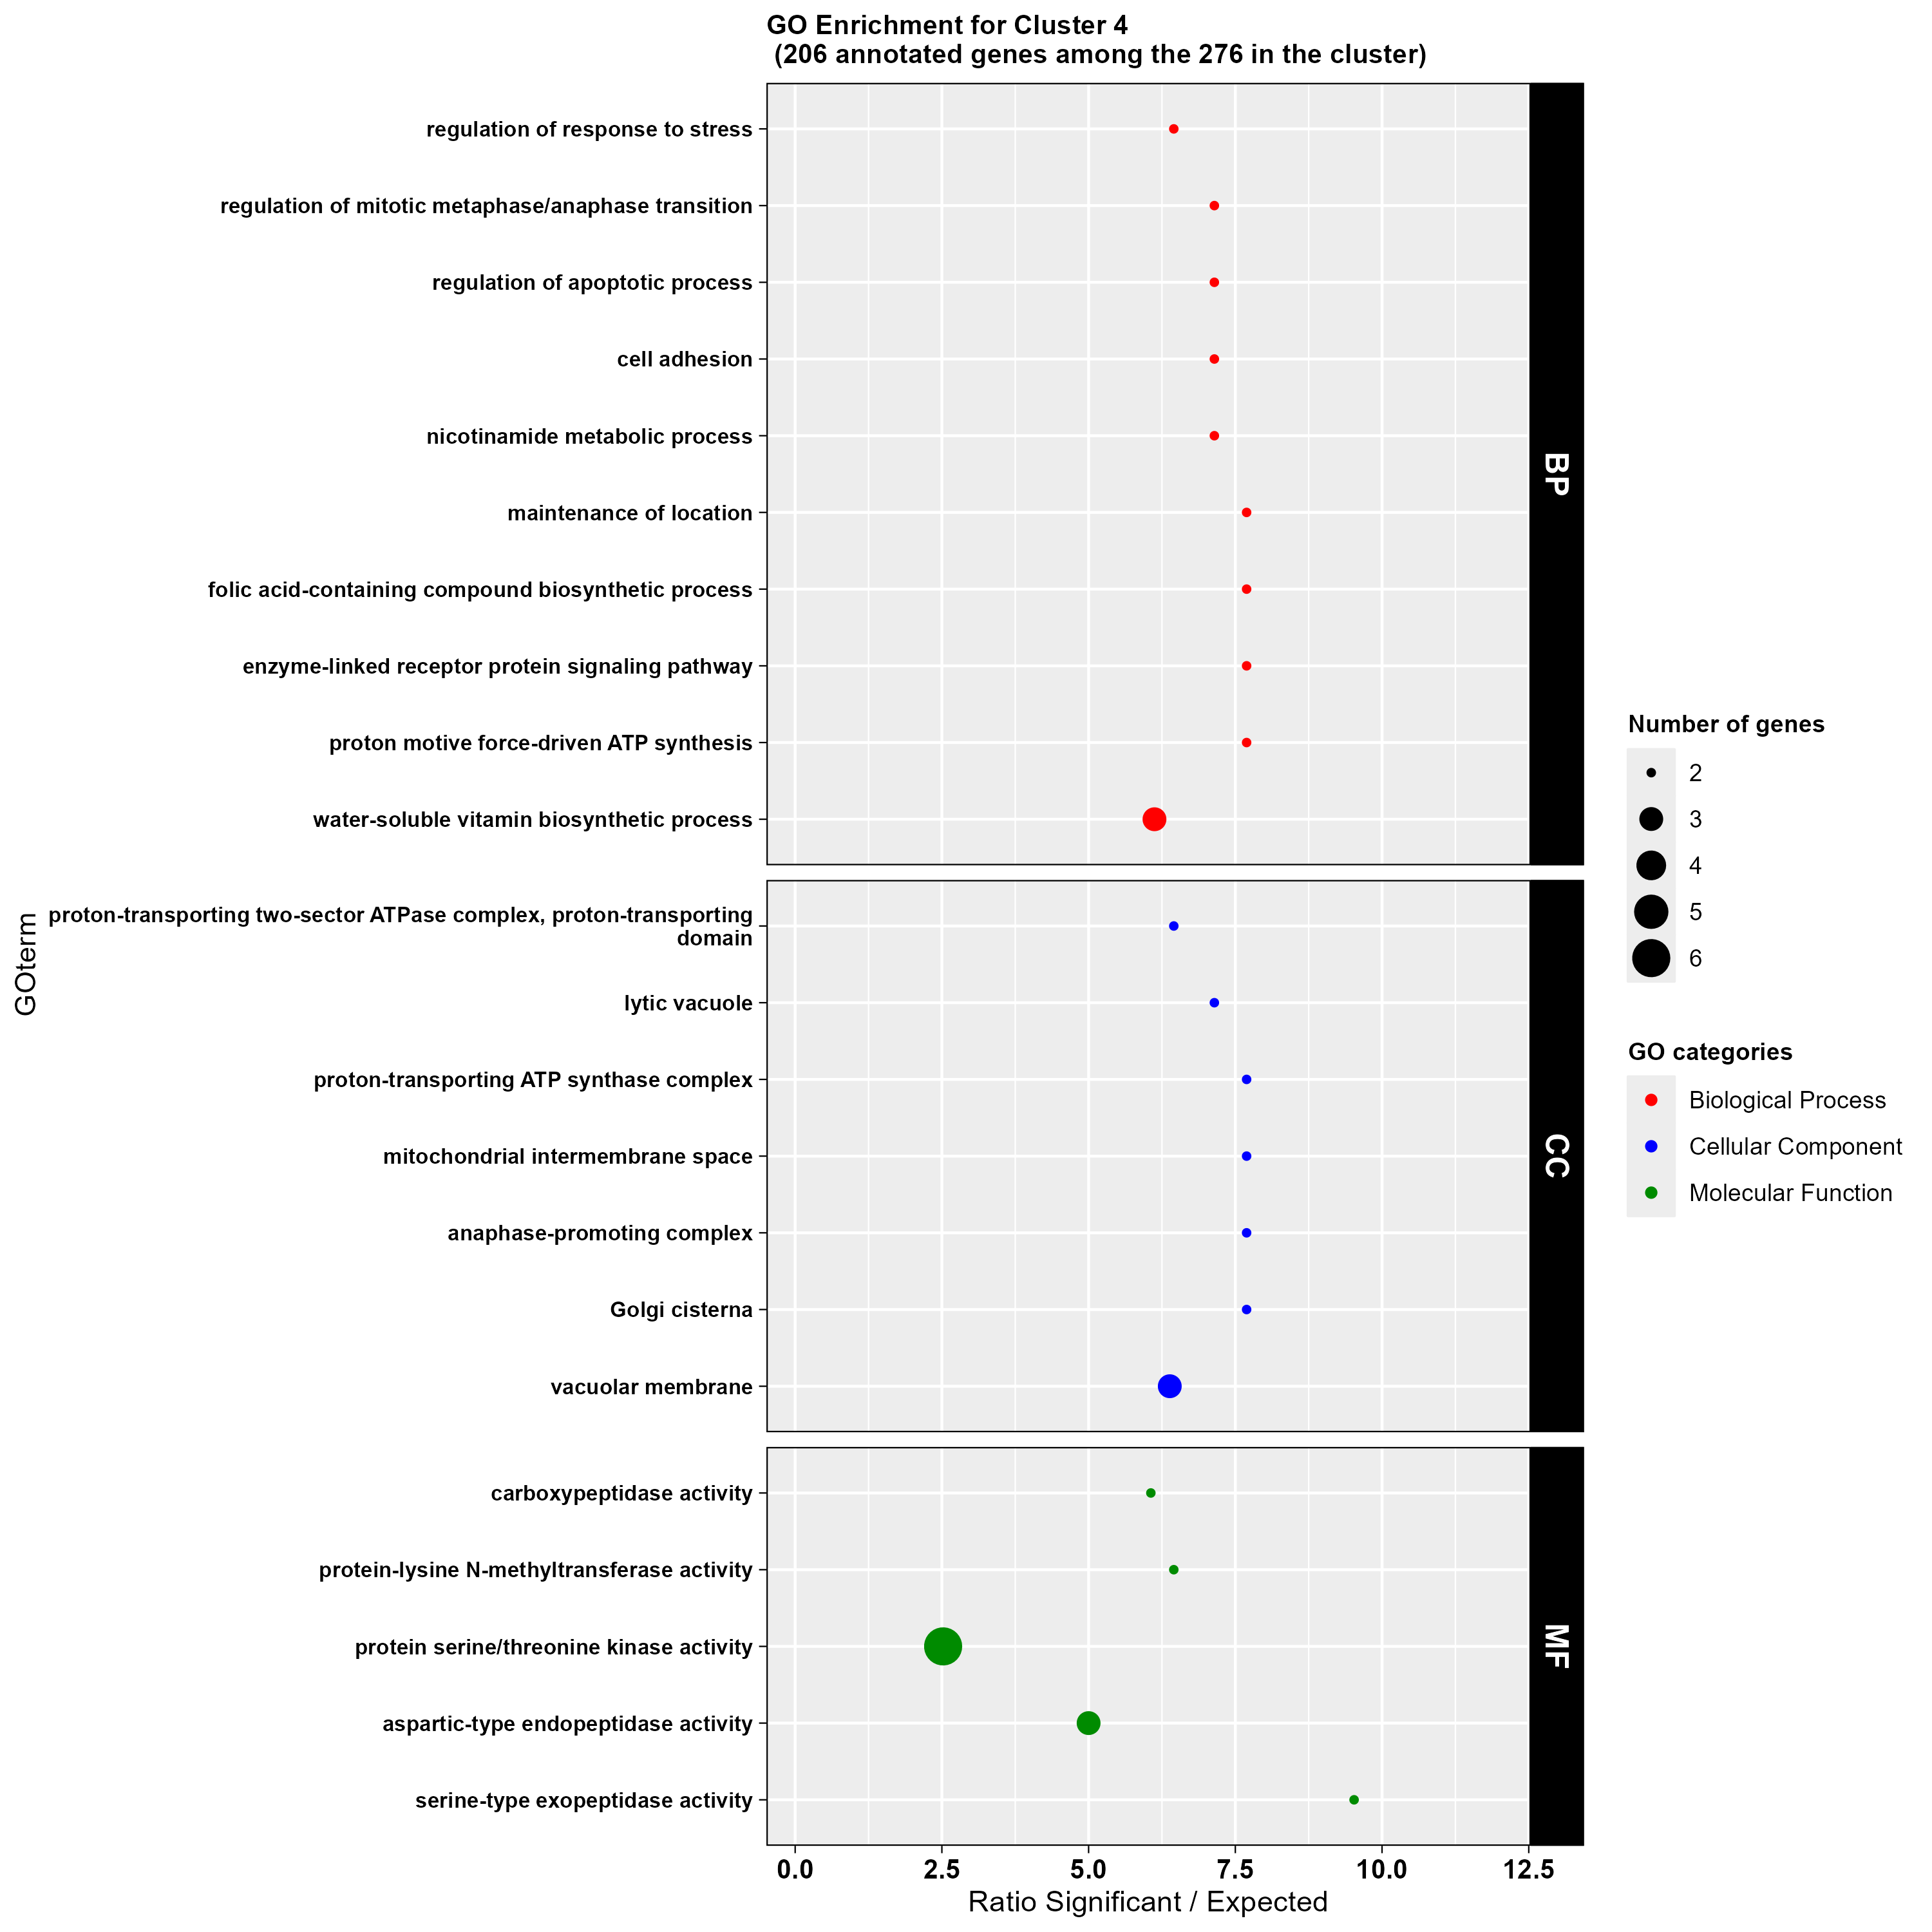 GO Enrichment for Cluster 4
(206 annotated genes among the 276 in the cluster)
regulation of response to stress
regulation of mitotic metaphase/anaphase transition
regulation of apoptotic process
cell adhesion
nicotinamide metabolic process
maintenance of location
folic acid-containing compound biosynthetic process
enzyme-linked receptor protein signaling pathway
proton motive force-driven ATP synthesis
water-soluble vitamin biosynthetic process
BP
proton-transporting two-sector ATPase complex, proton-transporting
domain
lytic vacuole
proton-transporting ATP synthase complex
mitochondrial intermembrane space
anaphase-promoting complex
Golgi cisterna
vacuolar membrane
CC
carboxypeptidase activity
protein-lysine N-methyltransferase activity
protein serine/threonine kinase activity
aspartic-type endopeptidase activity
serine-type exopeptidase activity
MF
GOterm
0.0 2.5 5.0 7.5 10.0 12.5
Ratio Significant / Expected
Number of genes
2
3
4
5
6
GO categories
Biological Process
Cellular Component
Molecular Function